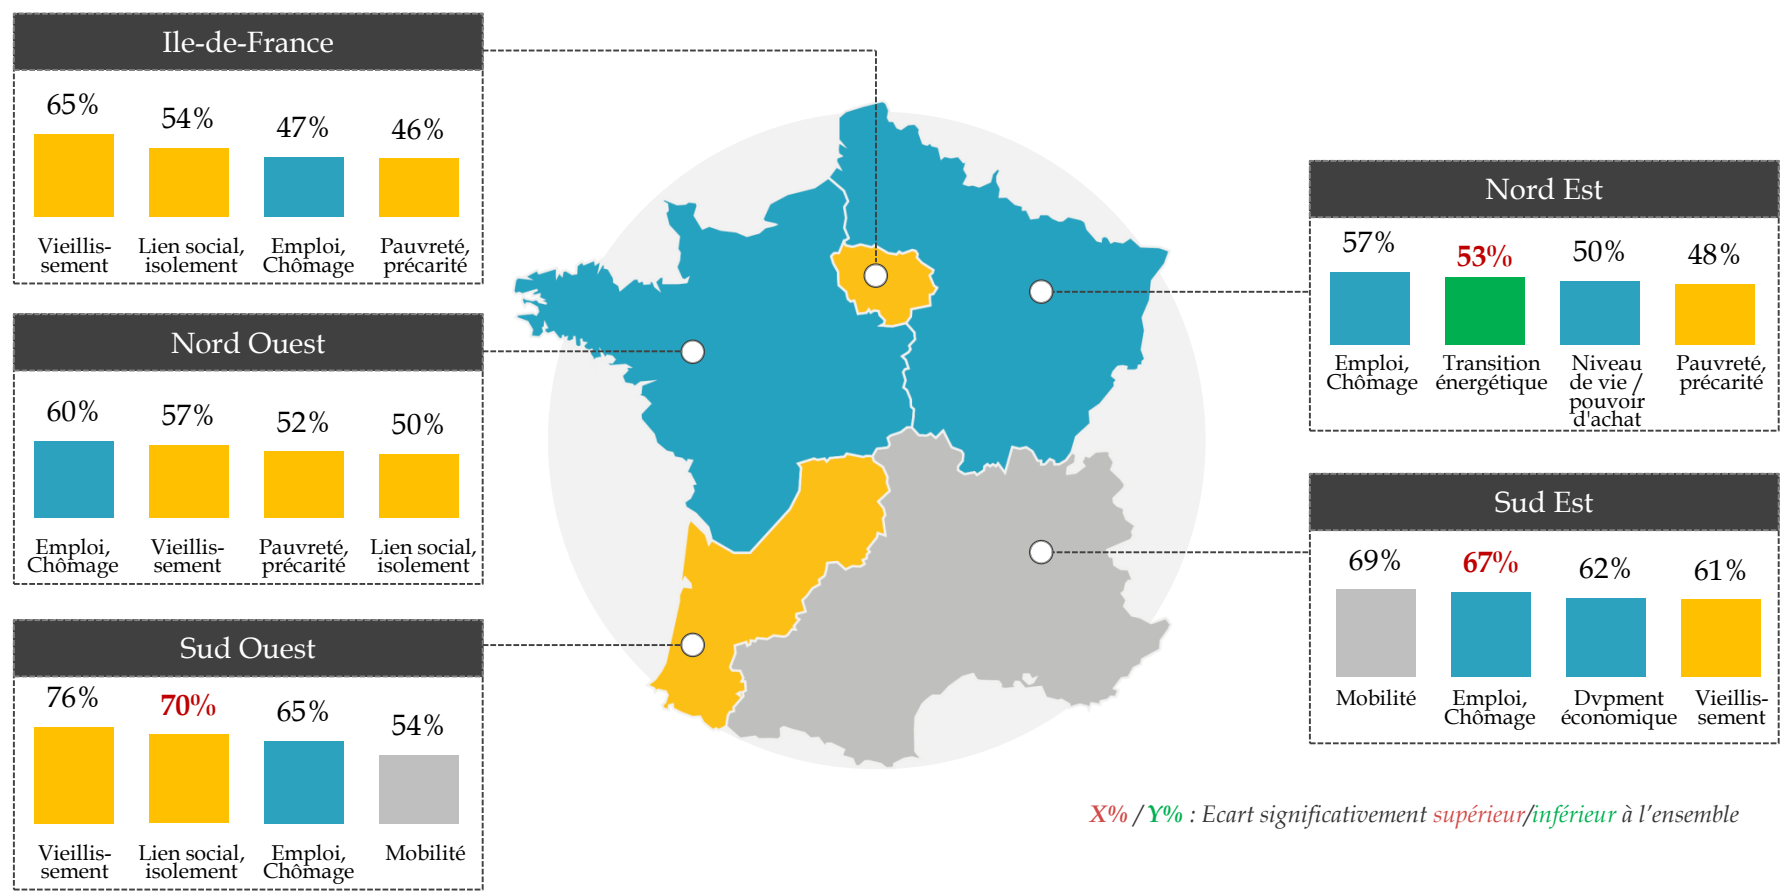 Ile-de-France
65%
54%
47%
46%
Vieillis-
sement
Lien social,
isolement
Emploi,
Chômage
Pauvreté,
précarité
Nord Ouest
60%
57%
52%
50%
Emploi,
Chômage
Vieillis-
sement
Pauvreté,
précarité
Lien social,
isolement
Sud Ouest
76%
70%
65%
54%
Vieillis-
sement
Lien social,
isolement
Emploi,
Chômage
Mobilité
Nord Est
57%
53%
50%
48%
Emploi,
Chômage
Transition
énergétique
Niveau
de vie /
pouvoir
d'achat
Pauvreté,
précarité
Sud Est
69%
67%
62%
61%
Mobilité
Emploi,
Chômage
Dvpment
économique
Vieillis-
sement
X% / Y% : Ecart significativement supérieur/inférieur à l’ensemble